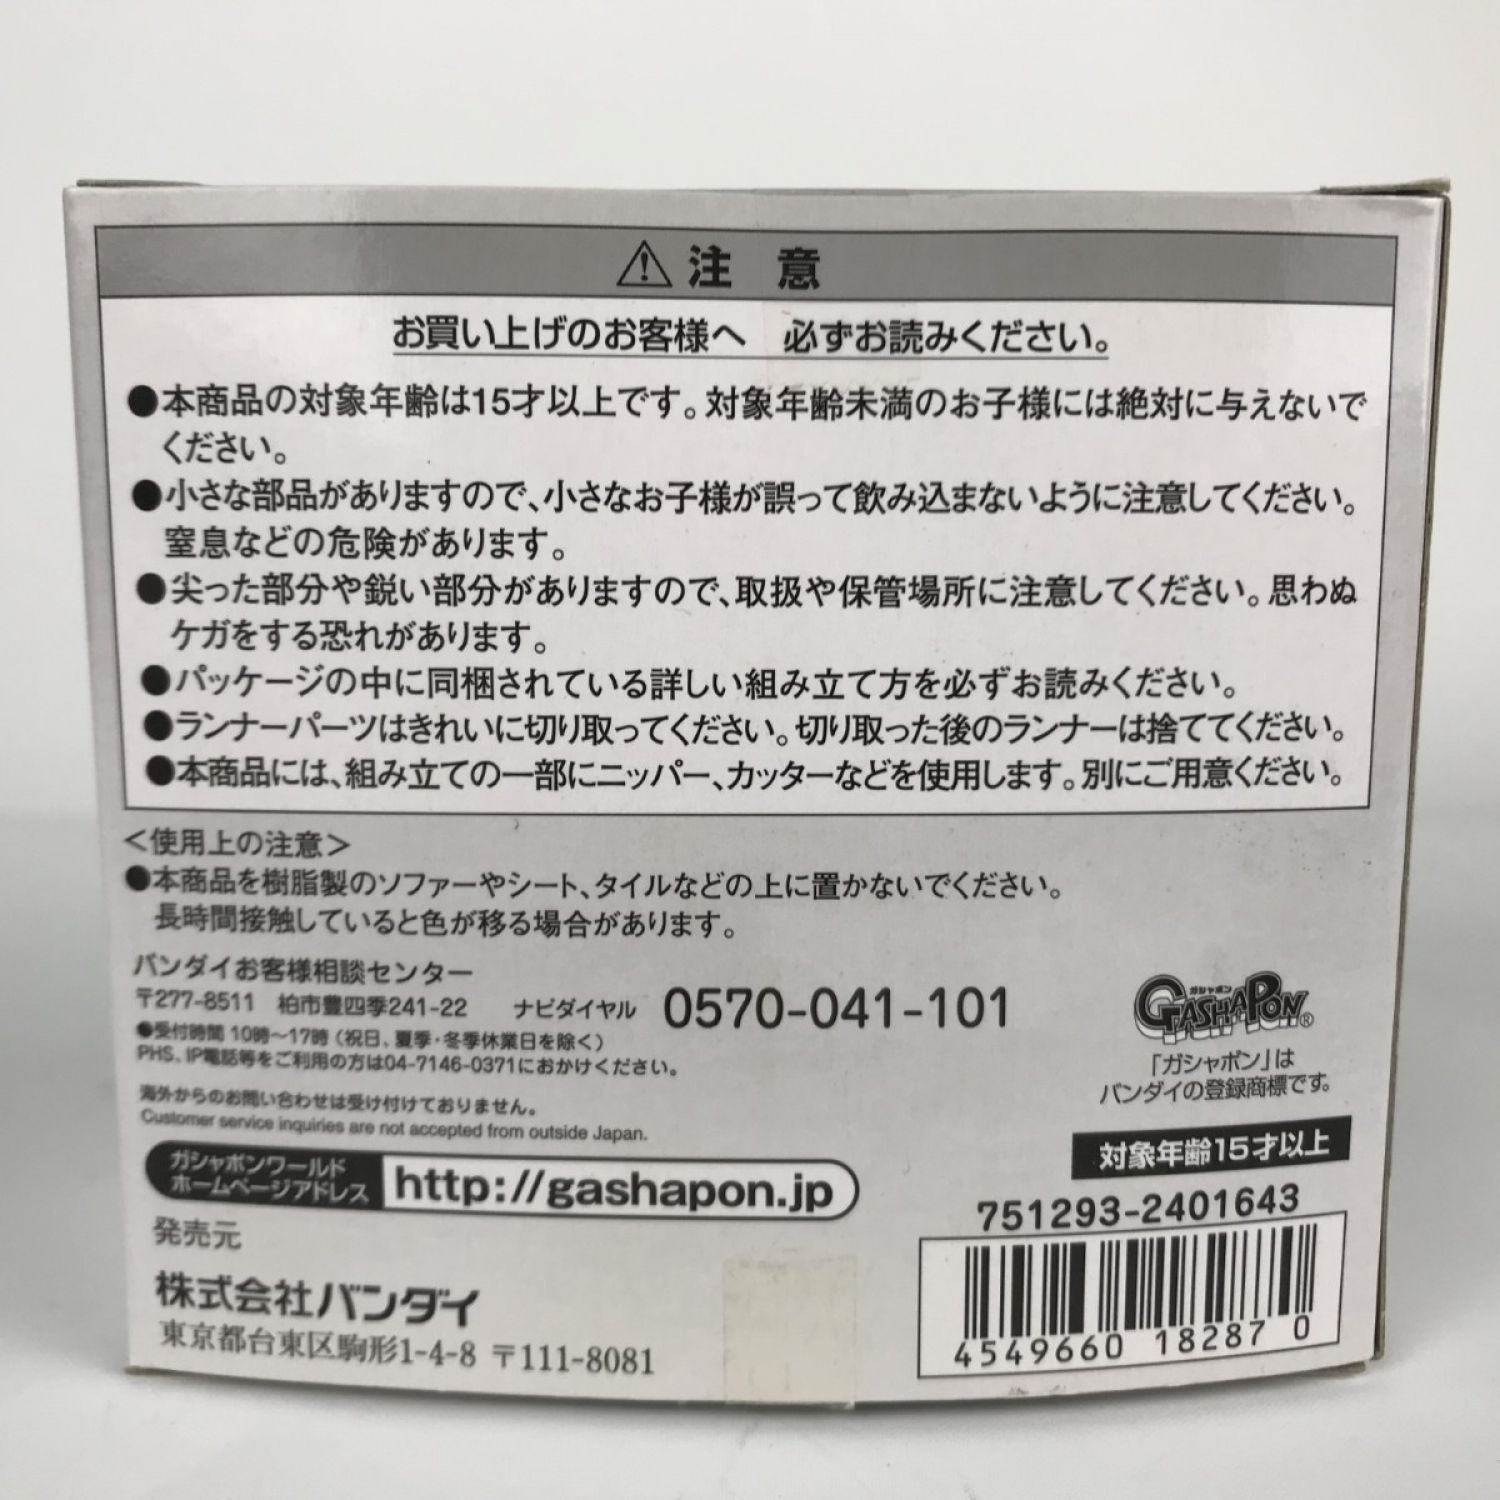 ⚠注 意
お買い上げのお客様へ 必ずお読みください。
●本商品の対象年齢は15才以上です。対象年齢未満のお子様には絶対に与えないで
ください。
●小さな部品がありますので、小さなお子様が誤って飲み込まないように注意してください。
窒息などの危険があります。
●尖った部分や鋭い部分がありますので、取扱や保管場所に注意してください。思わぬ
ケガをする恐れがあります。
●パッケージの中に同梱されている詳しい組み立て方を必ずお読みください。
●ランナーパーツはきれいに切り取ってください。切り取った後のランナーは捨ててください。
●本商品には、組み立ての一部にニッパー、カッターなどを使用します。別にご用意ください。
＜使用上の注意＞
●本商品を樹脂製のソファーやシート、タイルなどの上に置かないでください。
長時間接触していると色が移る場合があります。
バンダイお客様相談センター
〒277-8511 柏市豊四季241-22 ナビダイヤル 0570-041-101
●受付時間 10時〜17時（祝日、夏季・冬季休業日を除く）
PHS、IP電話等をご利用の方は04-7146-0371におかけください。
海外からのお問い合わせは受け付けておりません。
Customer service inquiries are not accepted from outside Japan.
ガシャポンワールド
ホームページアドレス http://gashapon.jp
発売元
株式会社バンダイ
東京都台東区駒形1-4-8 〒111-8081
ガシャポン
GASHAPON®
「ガシャポン」は
バンダイの登録商標です。
対象年齢15才以上
751293-2401643
4549660 18287 0